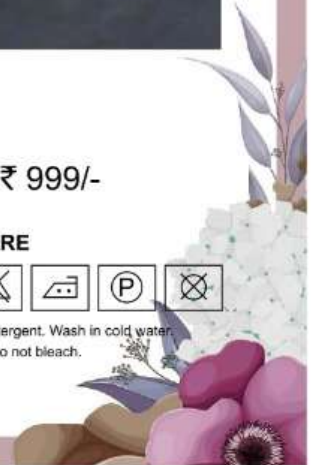 ₹ 999/-
RE
P
ergent. Wash in cold water.
o not bleach.